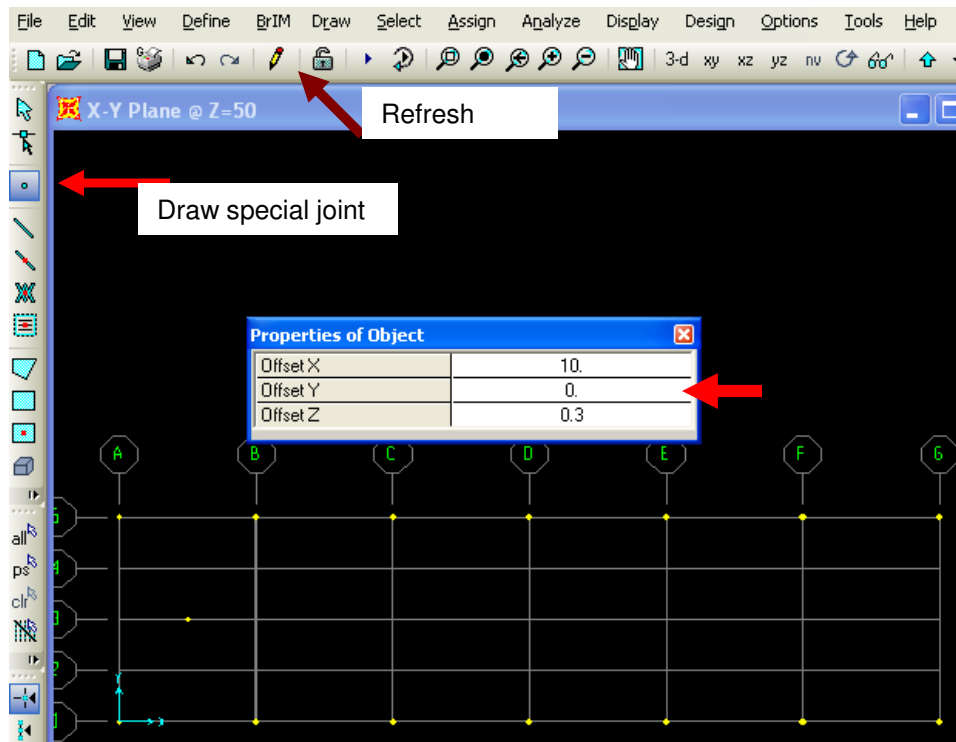 File Edit View Define BrIM Draw Select Assign Analyze Display Design Options Tools Help
3-d xy xz yz nv
X-Y Plane @ Z=50
Refresh
Draw special joint
Properties of Object
Offset X 10.
Offset Y 0.
Offset Z 0.3
A B C D E F G
5
all
4
ps
clr
3
2
Y
X
1